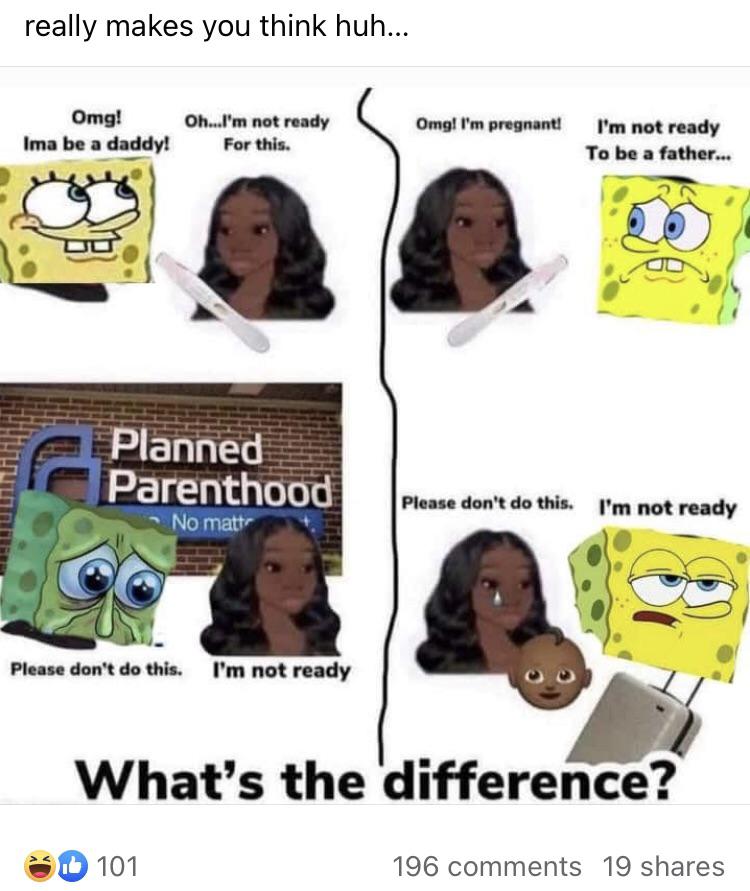 really makes you think huh...
Omg!
Ima be a daddy!
Oh...I'm not ready
For this.
Omg! I'm pregnant!
I'm not ready
To be a father...
Planned
Parenthood
No
Please don't do this.
I'm not ready
Please don't do this.
I'm not ready
What's the difference?
101
196 comments 19 shares